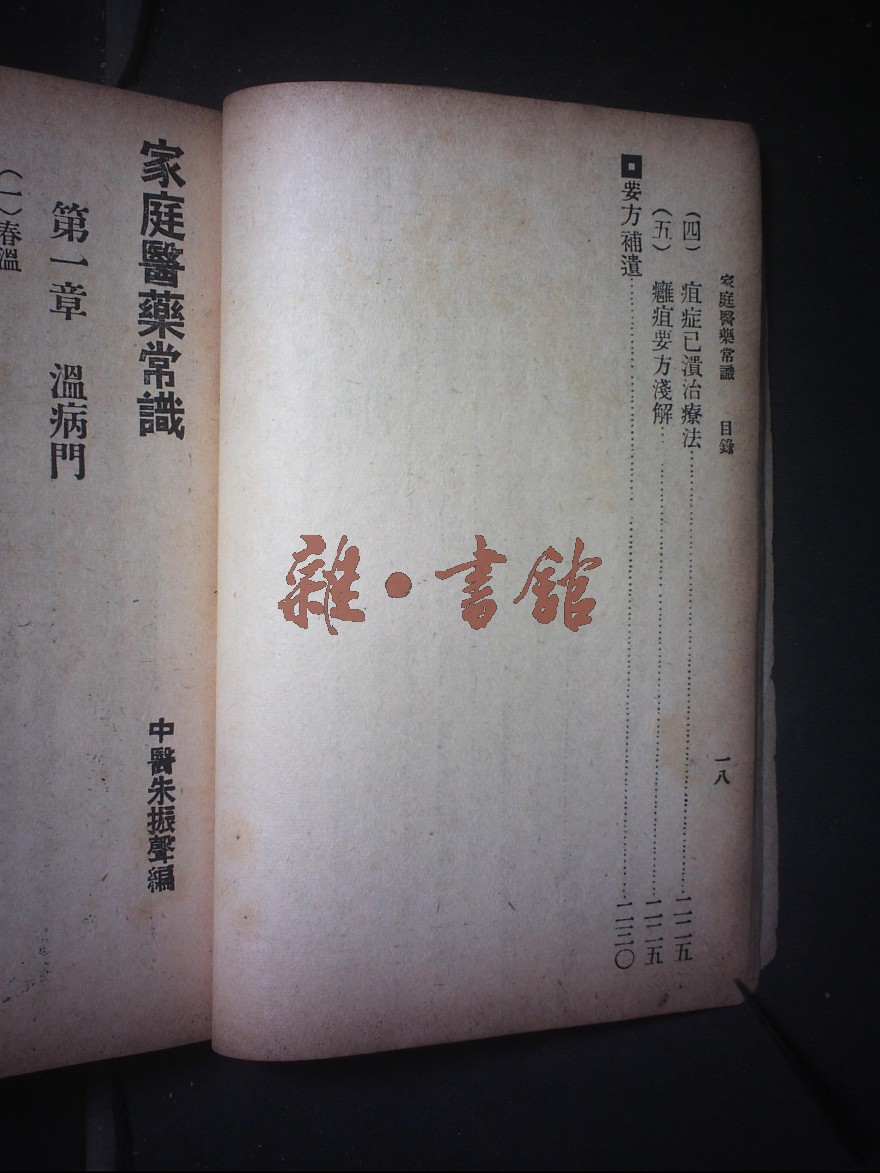 家庭醫藥常識 目錄 一八
(四) 疽症已潰治療法……二二五
(五) 癰疽要方淺解……二二五
◘要方補遺……二三〇
家庭醫藥常識
中醫朱振聲編
第一章 溫病門
(一)春溫
雜·書館